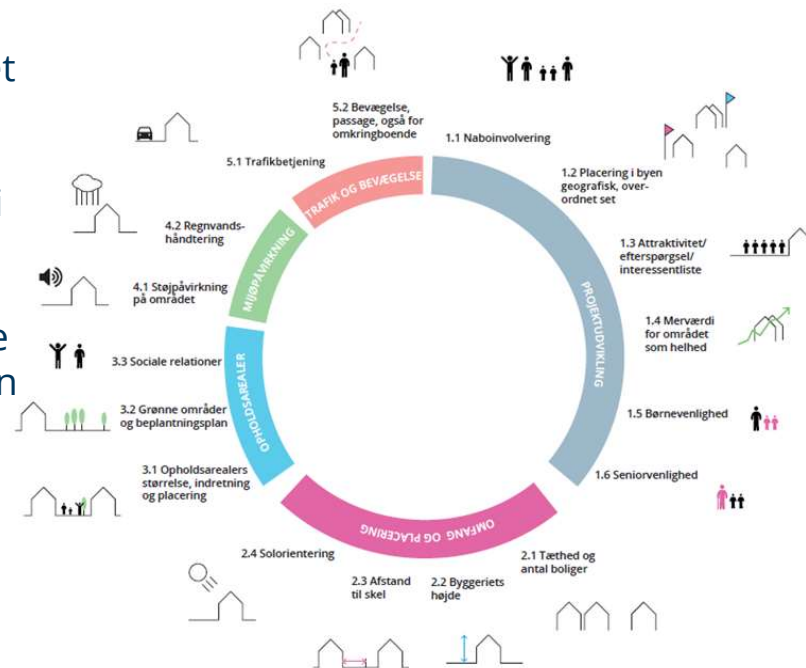 et
i
e
n
5.2 Bevægelse,
passage, også for
omkringboende
1.1 Naboinvolvering
1.2 Placering i byen
geografisk, over-
ordnet set
1.3 Attraktivitet/
efterspørgsel/
interessentliste
1.4 Merværdi
for området
som helhed
1.5 Børnevenlighed
1.6 Seniorvenlighed
2.1 Tæthed og
antal boliger
2.2 Byggeriets
højde
2.3 Afstand
til skel
2.4 Solorientering
3.1 Opholdsarealers
størrelse, indretning
og placering
3.2 Grønne områder
og beplantningsplan
3.3 Sociale relationer
4.1 Støjpåvirkning
på området
4.2 Regnvands-
håndtering
5.1 Trafikbetjening
TRAFIK OG BEVÆGELSE
PROJEKTUDVIKLING
OMFANG OG PLACERING
OPHOLDSAREALER
MIJØPÅVIRKNING